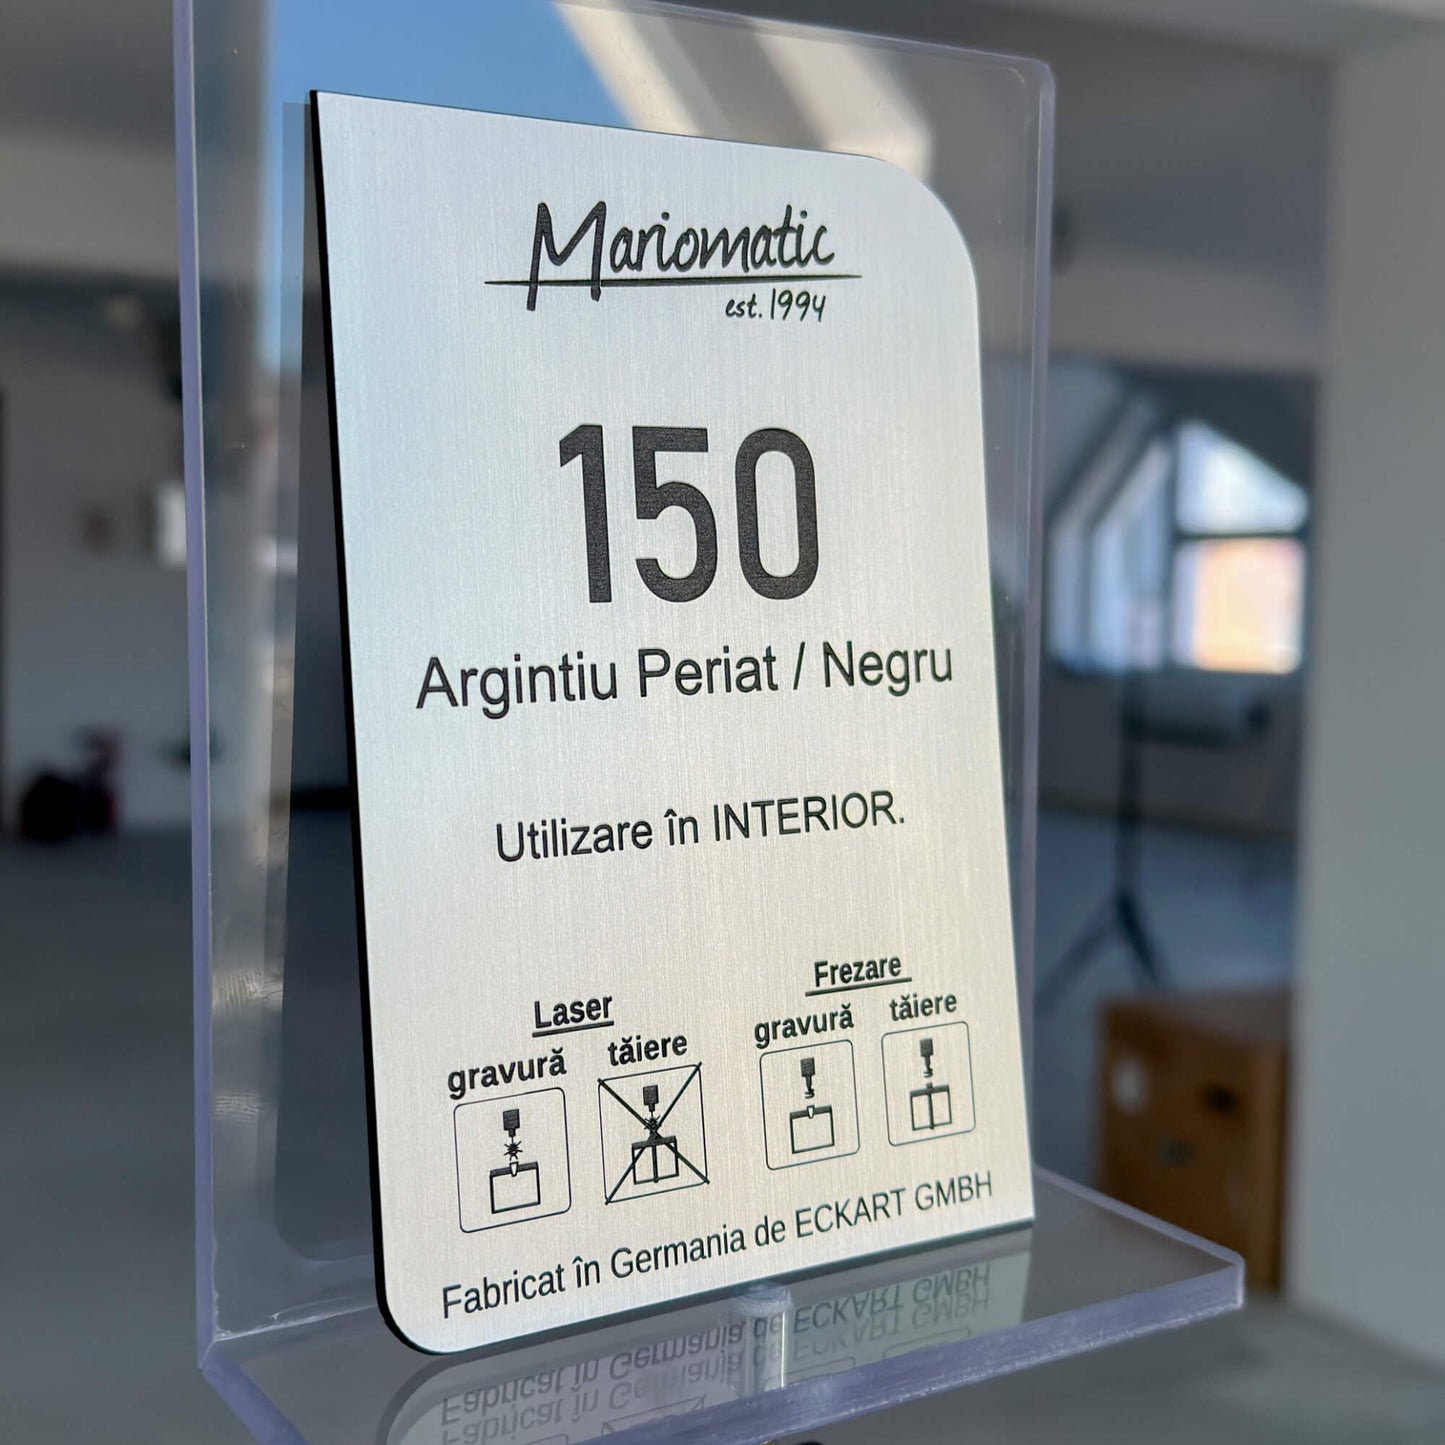 Mariomatic
est. 1994
150
Argintiu Periat / Negru
Utilizare în INTERIOR.
Laser
gravură tăiere
Frezare
gravură tăiere
Fabricat în Germania de ECKART GMBH